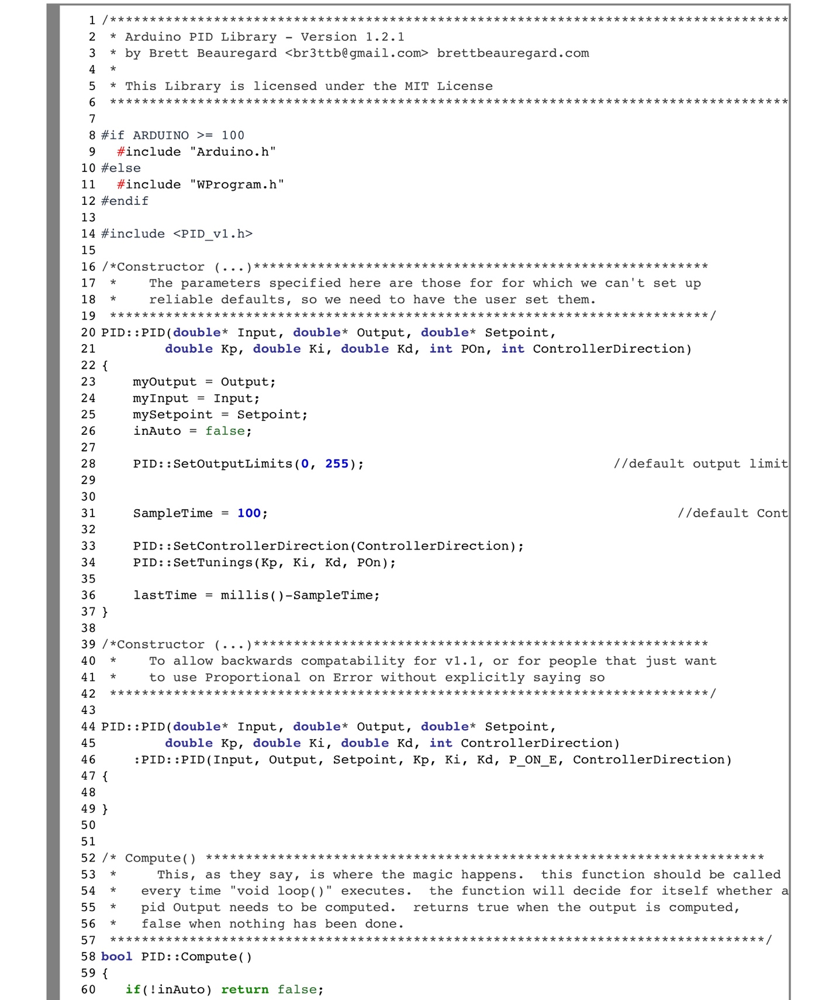 1 /*************************************************************************************
2  * Arduino PID Library - Version 1.2.1
3  * by Brett Beauregard <br3ttb@gmail.com> brettbeauregard.com
4  *
5  * This Library is licensed under the MIT License
6  *************************************************************************************
7
8 #if ARDUINO >= 100
9   #include "Arduino.h"
10 #else
11   #include "WProgram.h"
12 #endif
13
14 #include <PID_v1.h>
15
16 /*Constructor (...)*********************************************************
17  *    The parameters specified here are those for for which we can't set up
18  *    reliable defaults, so we need to have the user set them.
19  ***************************************************************************/
20 PID::PID(double* Input, double* Output, double* Setpoint,
21         double Kp, double Ki, double Kd, int POn, int ControllerDirection)
22 {
23     myOutput = Output;
24     myInput = Input;
25     mySetpoint = Setpoint;
26     inAuto = false;
27
28     PID::SetOutputLimits(0, 255);                               //default output limit
29
30
31     SampleTime = 100;                                                   //default Cont
32
33     PID::SetControllerDirection(ControllerDirection);
34     PID::SetTunings(Kp, Ki, Kd, POn);
35
36     lastTime = millis()-SampleTime;
37 }
38
39 /*Constructor (...)*********************************************************
40  *    To allow backwards compatability for v1.1, or for people that just want
41  *    to use Proportional on Error without explicitly saying so
42  ***************************************************************************/
43
44 PID::PID(double* Input, double* Output, double* Setpoint,
45         double Kp, double Ki, double Kd, int ControllerDirection)
46     :PID::PID(Input, Output, Setpoint, Kp, Ki, Kd, P_ON_E, ControllerDirection)
47 {
48
49 }
50
51
52 /* Compute() **********************************************************************
53  *     This, as they say, is where the magic happens.  this function should be called
54  *   every time "void loop()" executes.  the function will decide for itself whether a
55  *   pid Output needs to be computed.  returns true when the output is computed,
56  *   false when nothing has been done.
57  **********************************************************************************/
58 bool PID::Compute()
59 {
60    if(!inAuto) return false;